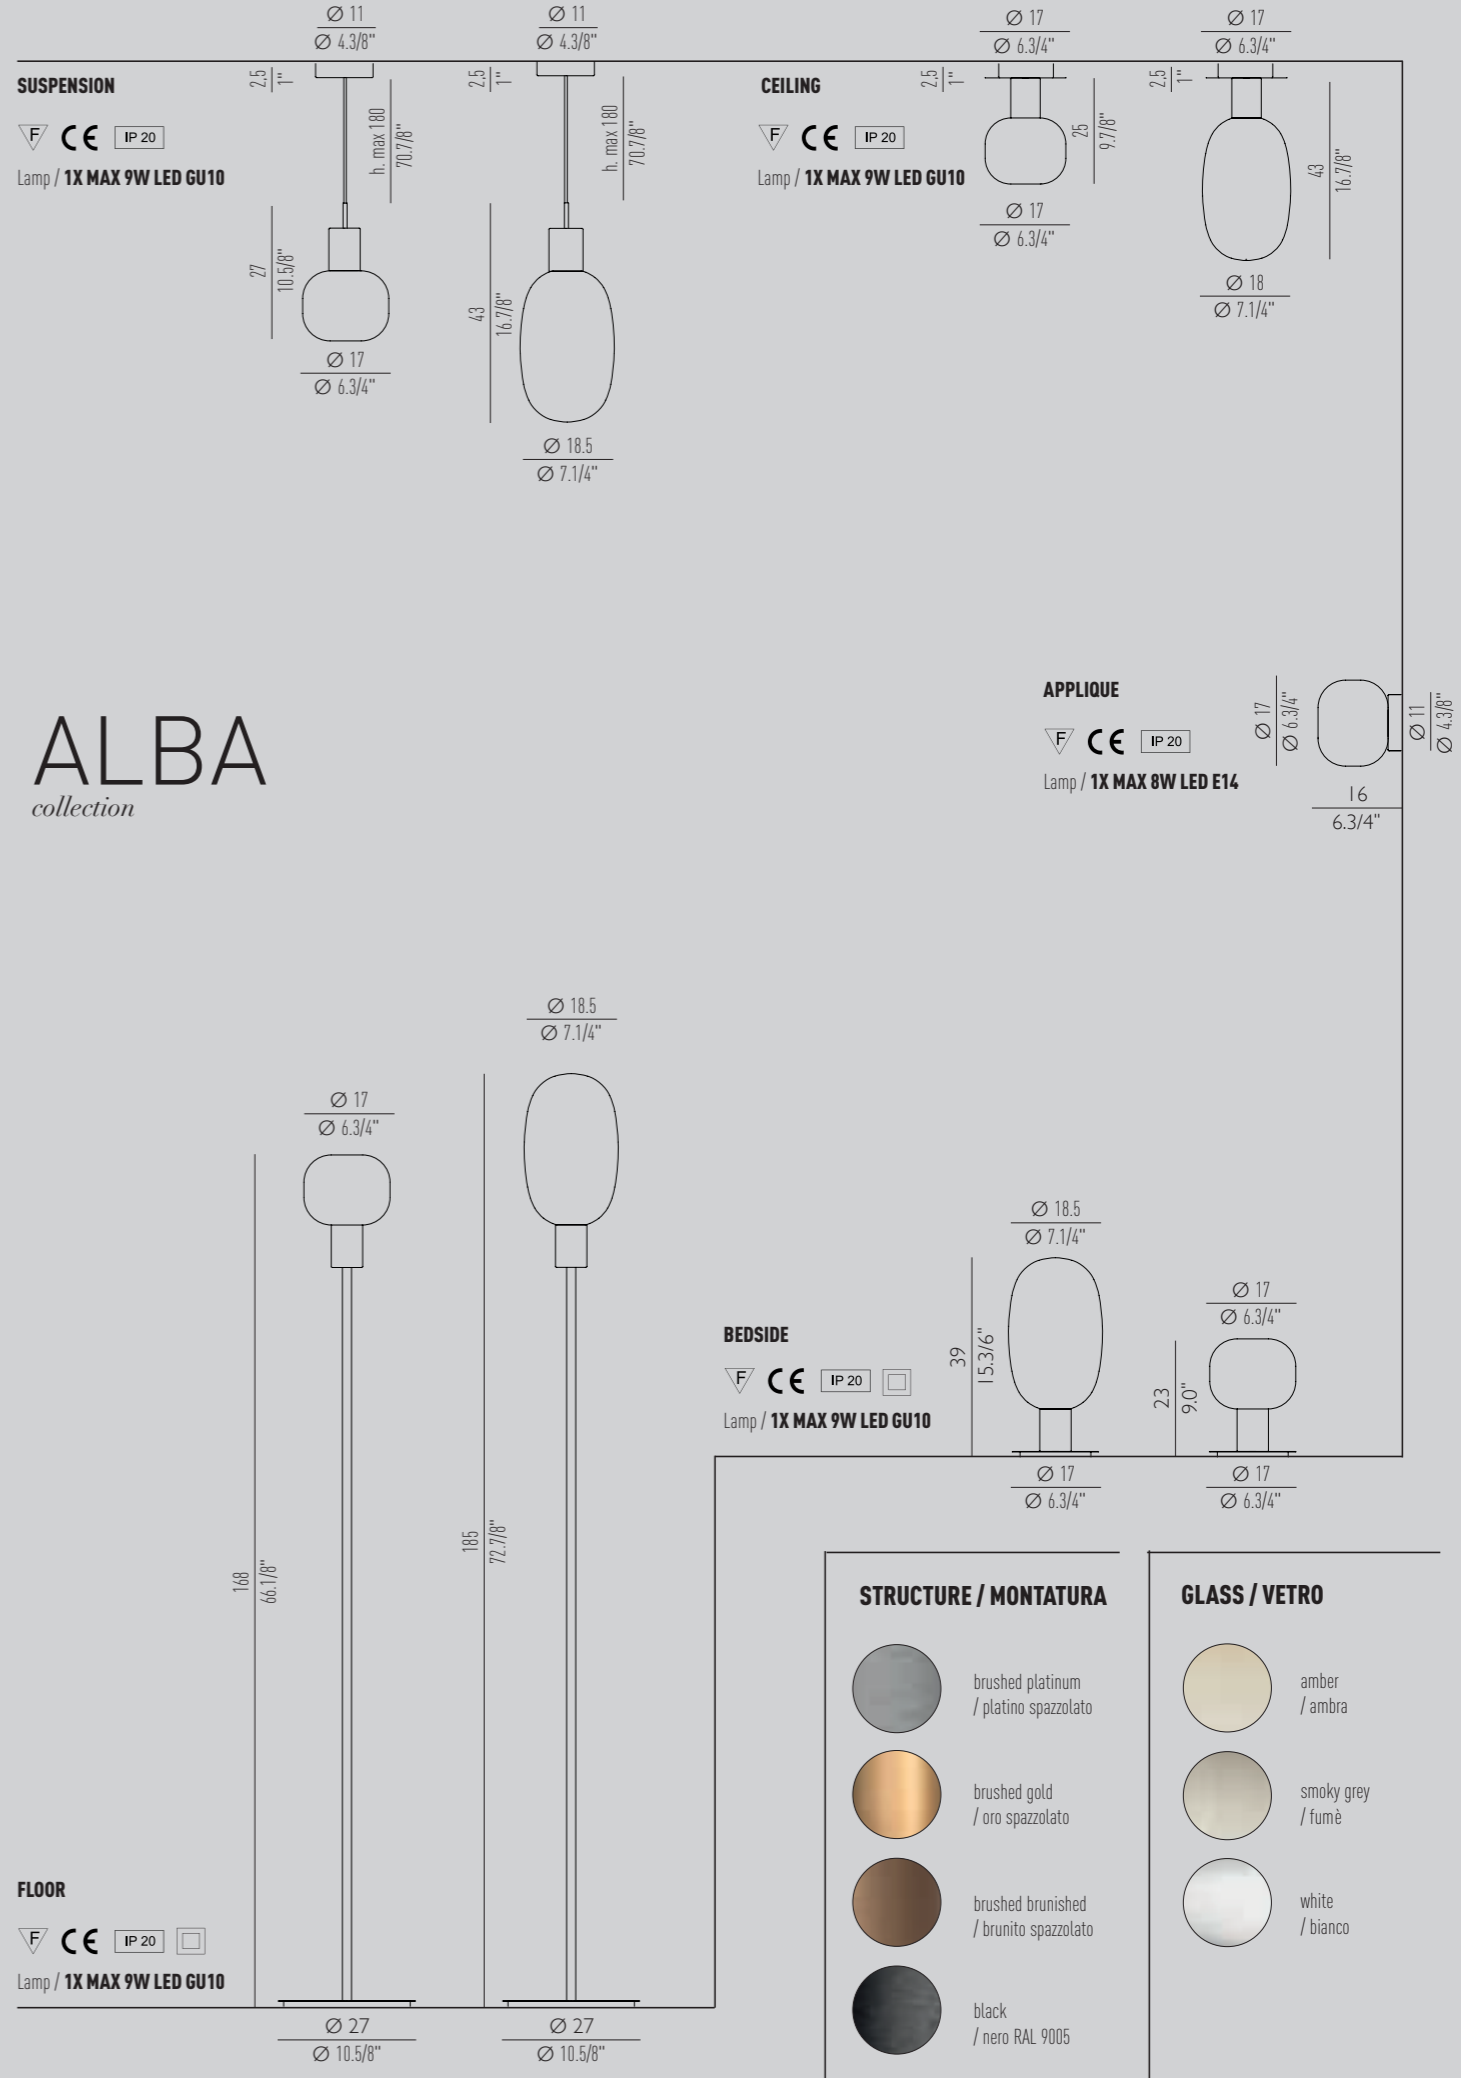 SUSPENSION
F CE IP 20
Lamp / 1X MAX 9W LED GU10
Ø 11
Ø 4.3/8"
2,5
1"
h. max 180
70.7/8"
27
10.5/8"
Ø 17
Ø 6.3/4"
Ø 11
Ø 4.3/8"
2,5
1"
h. max 180
70.7/8"
43
16.7/8"
Ø 18.5
Ø 7.1/4"
CEILING
F CE IP 20
Lamp / 1X MAX 9W LED GU10
Ø 17
Ø 6.3/4"
2,5
1"
25
9.7/8"
Ø 17
Ø 6.3/4"
Ø 17
Ø 6.3/4"
2,5
1"
43
16.7/8"
Ø 18
Ø 7.1/4"
APPLIQUE
F CE IP 20
Lamp / 1X MAX 8W LED E14
Ø 17
Ø 6.3/4"
Ø 11
Ø 4.3/8"
16
6.3/4"
ALBA
collection
Ø 17
Ø 6.3/4"
168
66.1/8"
Ø 27
Ø 10.5/8"
Ø 18.5
Ø 7.1/4"
185
72.7/8"
Ø 27
Ø 10.5/8"
FLOOR
F CE IP 20
Lamp / 1X MAX 9W LED GU10
BEDSIDE
F CE IP 20
Lamp / 1X MAX 9W LED GU10
Ø 18.5
Ø 7.1/4"
39
15.3/6"
Ø 17
Ø 6.3/4"
Ø 17
Ø 6.3/4"
23
9.0"
Ø 17
Ø 6.3/4"
STRUCTURE / MONTATURA
brushed platinum
/ platino spazzolato
brushed gold
/ oro spazzolato
brushed brunished
/ brunito spazzolato
black
/ nero RAL 9005
GLASS / VETRO
amber
/ ambra
smoky grey
/ fumè
white
/ bianco